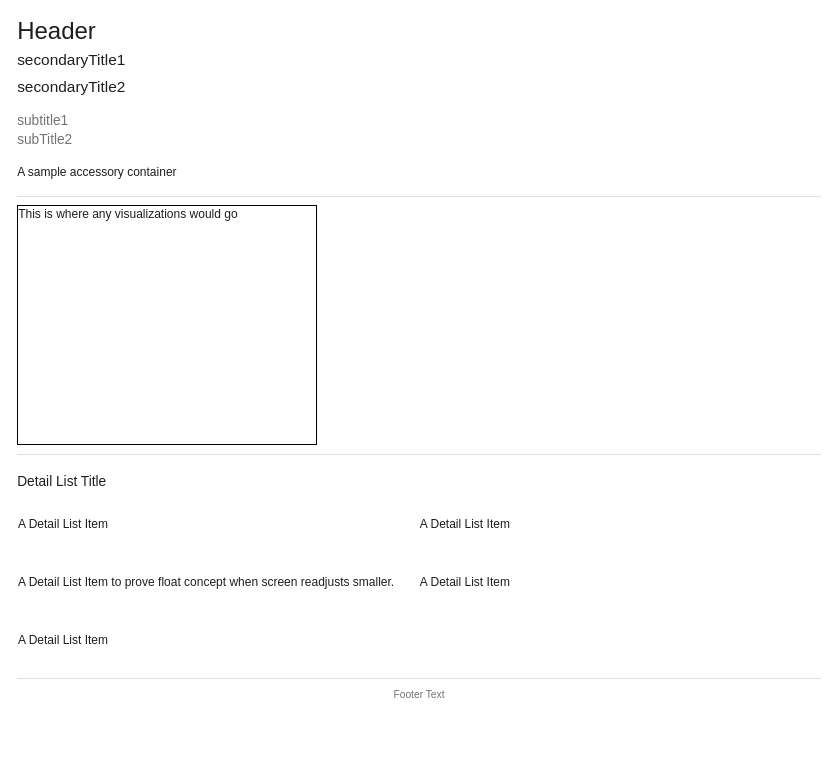 Header
secondaryTitle1
secondaryTitle2
subtitle1
subTitle2
A sample accessory container
This is where any visualizations would go
Detail List Title
A Detail List Item
A Detail List Item
A Detail List Item to prove float concept when screen readjusts smaller.
A Detail List Item
A Detail List Item
Footer Text